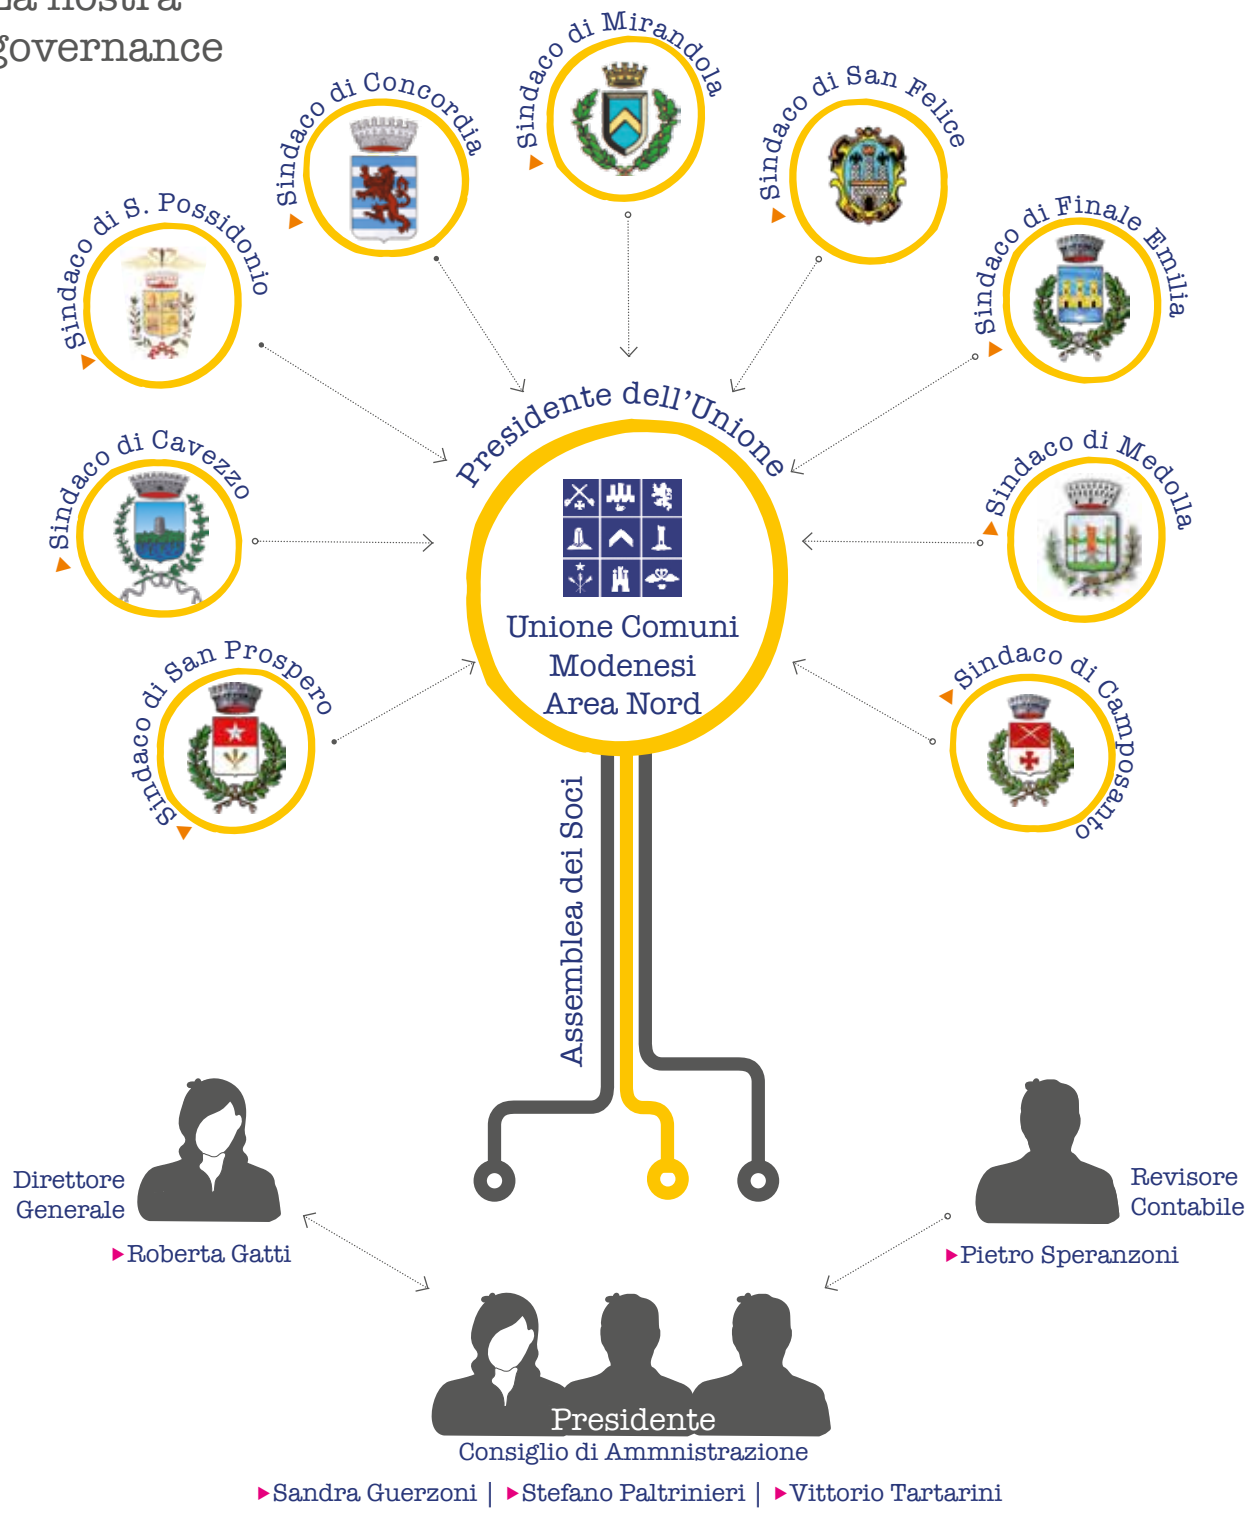 La nostra
governance
Sindaco di Mirandola
Sindaco di Concordia
Sindaco di San Felice
Sindaco di S. Possidonio
Sindaco di Finale Emilia
Presidente dell'Unione
Sindaco di Cavezzo
Sindaco di Medolla
Unione Comuni
Modenesi
Area Nord
Sindaco di San Prospero
Sindaco di Camposanto
Assemblea dei Soci
Direttore
Generale
Roberta Gatti
Revisore
Contabile
Pietro Speranzoni
Presidente
Consiglio di Ammnistrazione
Sandra Guerzoni | Stefano Paltrinieri | Vittorio Tartarini